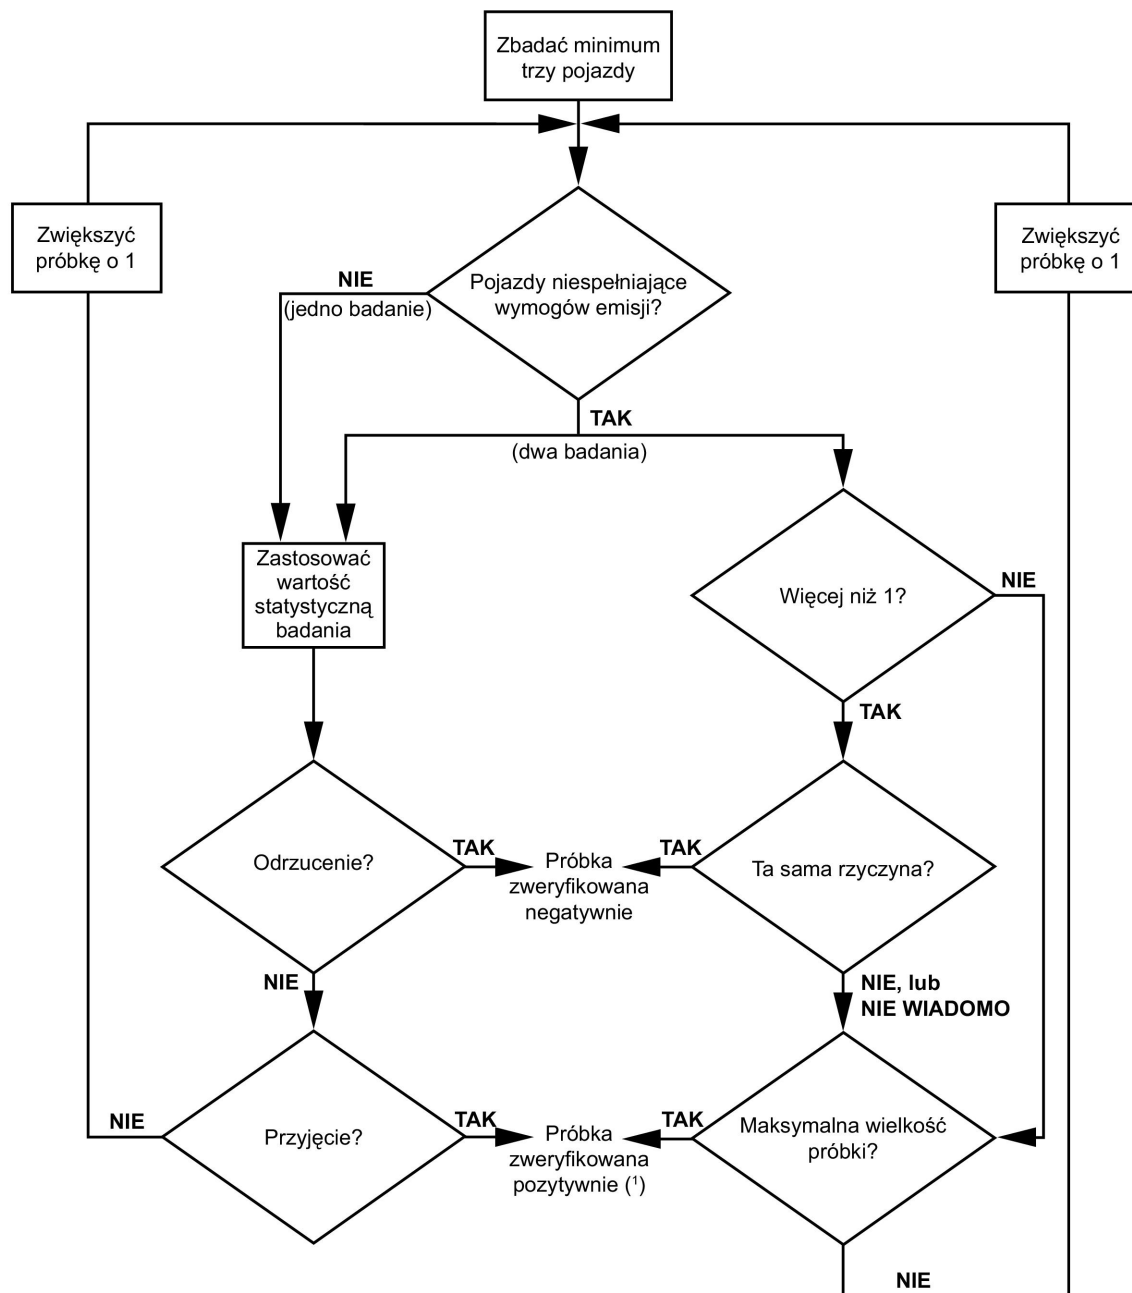 Zbadać minimum
trzy pojazdy
Zwiększyć
próbkę o 1
Zwiększyć
próbkę o 1
NIE
(jedno badanie)
Pojazdy niespełniające
wymogów emisji?
TAK
(dwa badania)
Zastosować
wartość
statystyczną
badania
Więcej niż 1?
NIE
TAK
Odrzucenie?
TAK
Próbka
zweryfikowana
negatywnie
TAK
Ta sama rzyczyna?
NIE
NIE, lub
NIE WIADOMO
NIE
Przyjęcie?
TAK
Próbka
zweryfikowana
pozytywnie (¹)
TAK
Maksymalna wielkość
próbki?
NIE